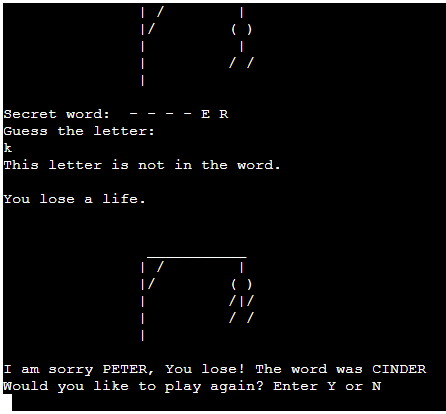 Secret word:  - - - - E R
Guess the letter:
k
This letter is not in the word.
You lose a life.
I am sorry PETER, You lose! The word was CINDER
Would you like to play again? Enter Y or N